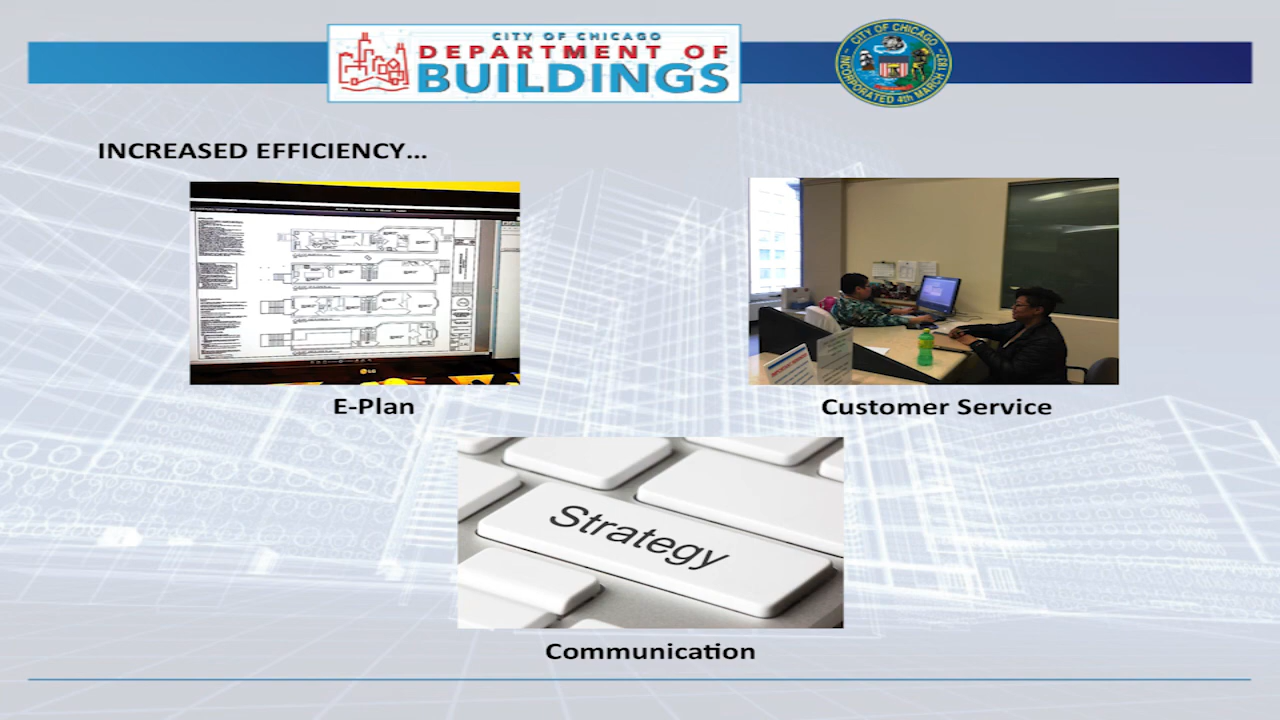 CITY OF CHICAGO
DEPARTMENT OF
BUILDINGS
CITY OF CHICAGO
INCORPORATED 4th MARCH 1837
INCREASED EFFICIENCY...
LG
E-Plan
Customer Service
Strategy
Communication